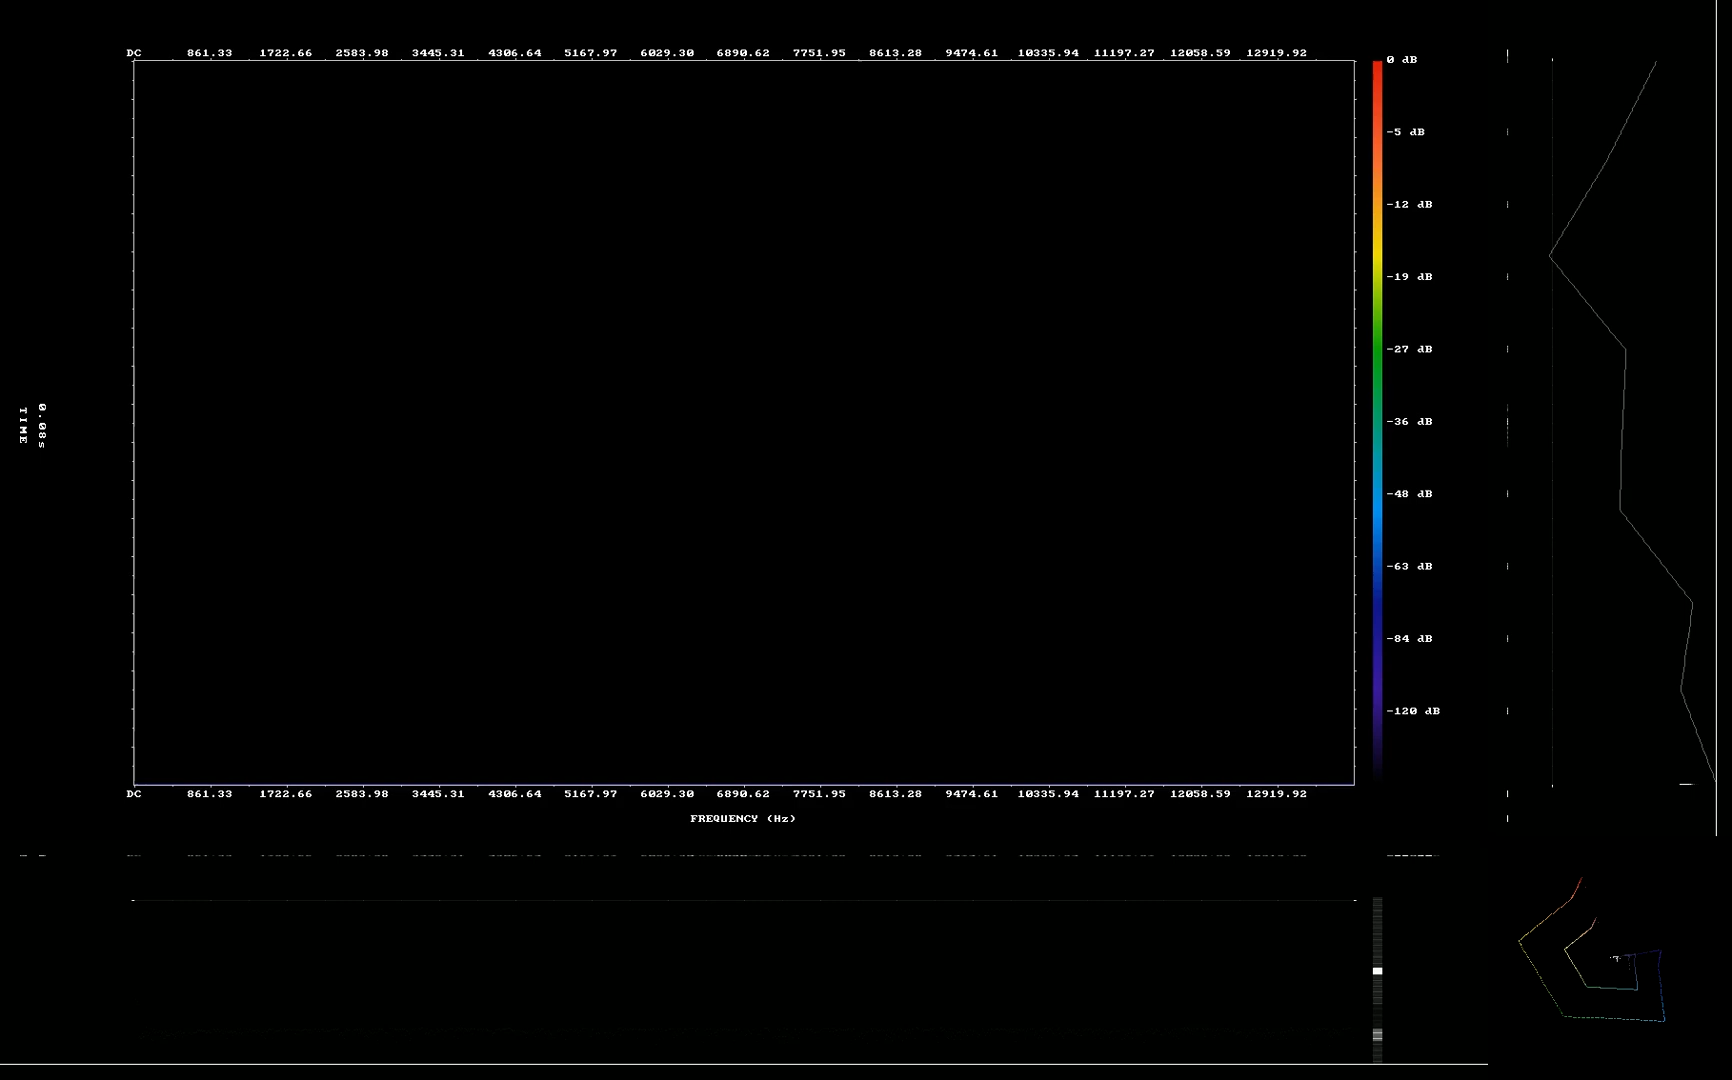 DC 861.33 1722.66 2583.98 3445.31 4306.64 5167.97 6029.30 6890.62 7751.95 8613.28 9474.61 10335.94 11197.27 12058.59 12919.92
0 dB
-5 dB
-12 dB
-19 dB
-27 dB
-36 dB
-48 dB
-63 dB
-84 dB
-120 dB
TIME
0.08s
DC 861.33 1722.66 2583.98 3445.31 4306.64 5167.97 6029.30 6890.62 7751.95 8613.28 9474.61 10335.94 11197.27 12058.59 12919.92
FREQUENCY (Hz)